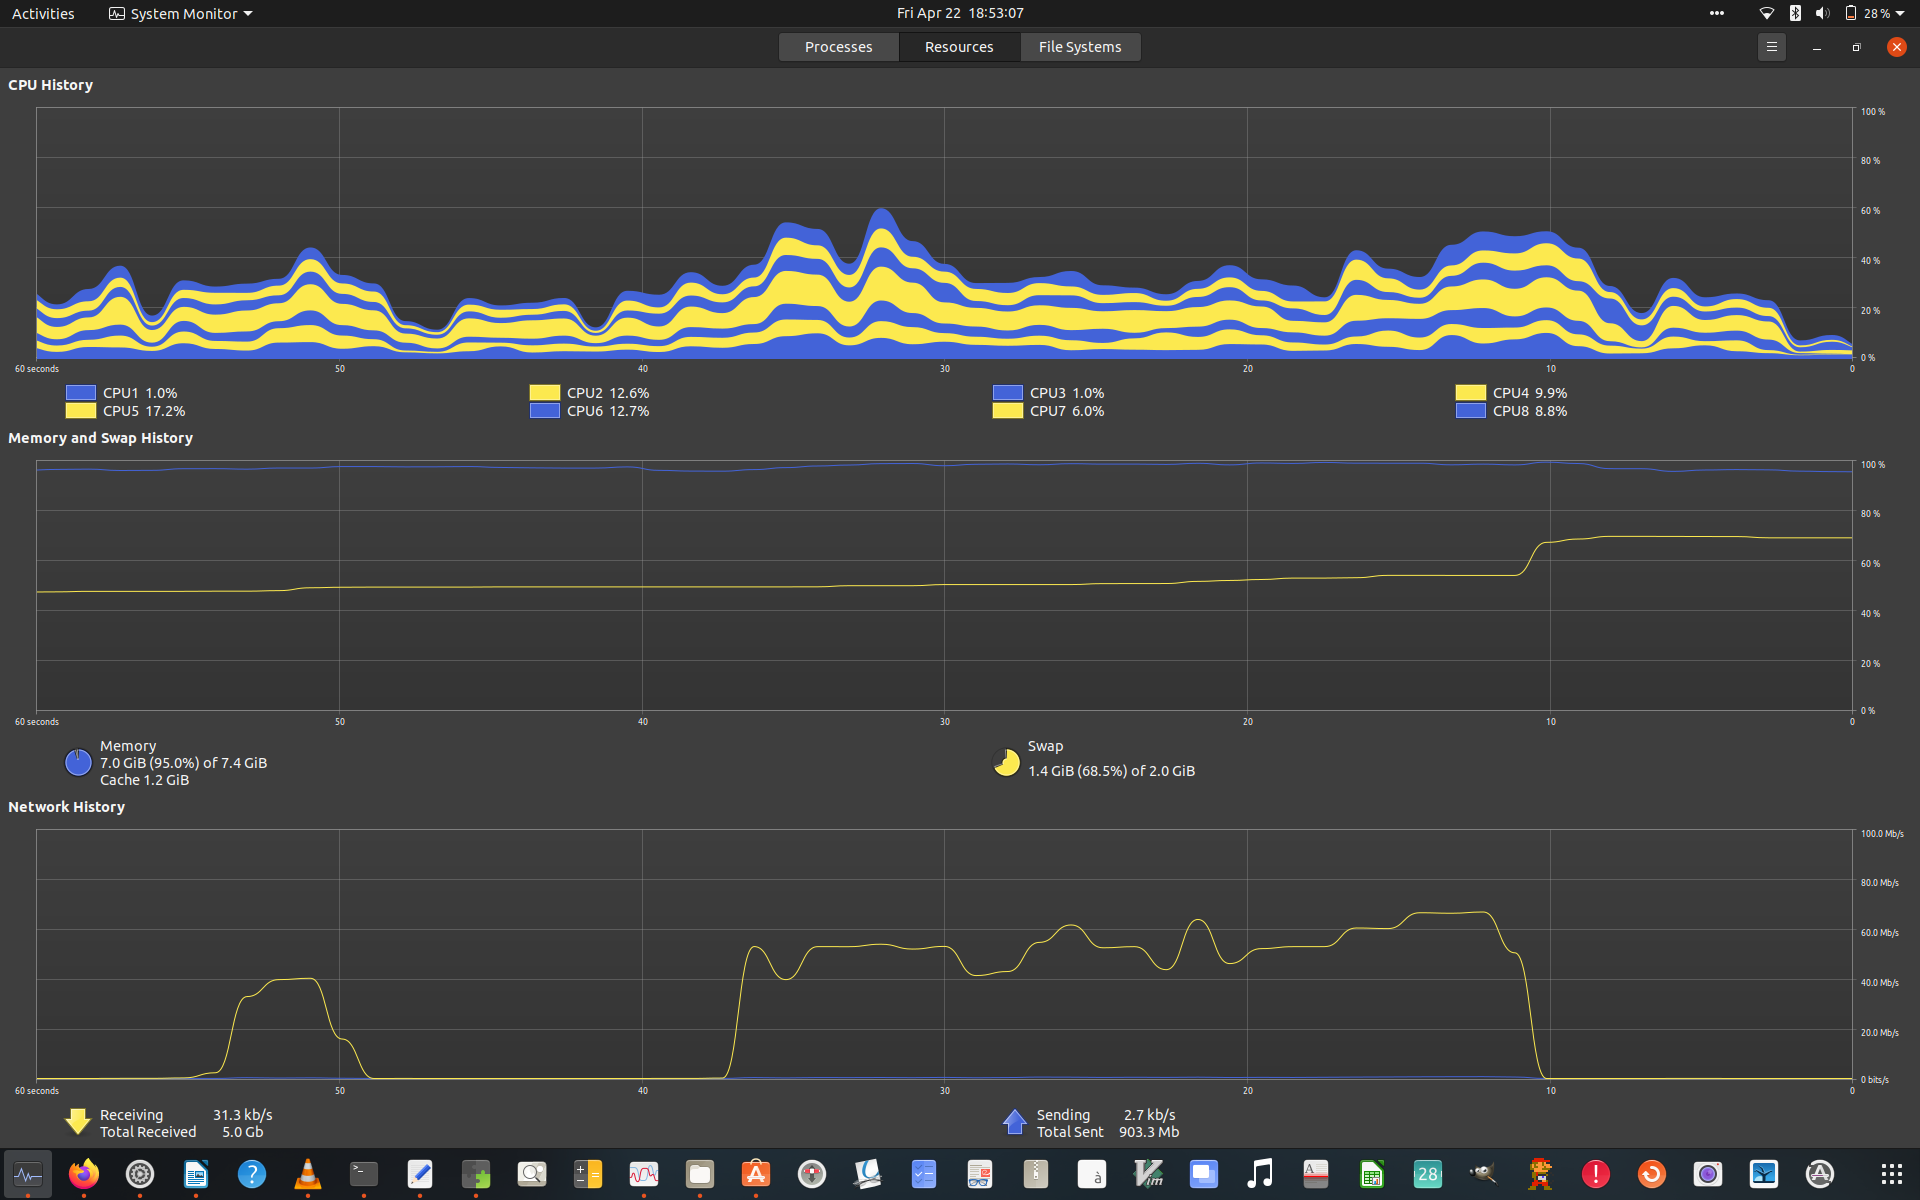 Activities
System Monitor
Fri Apr 22 18:53:07
28 %
Processes
Resources
File Systems
CPU History
100 %
80 %
60 %
40 %
20 %
0 %
60 seconds 50 40 30 20 10 0
CPU1 1.0% CPU2 12.6% CPU3 1.0% CPU4 9.9%
CPU5 17.2% CPU6 12.7% CPU7 6.0% CPU8 8.8%
Memory and Swap History
100 %
80 %
60 %
40 %
20 %
0 %
60 seconds 50 40 30 20 10 0
Memory
7.0 GiB (95.0%) of 7.4 GiB
Cache 1.2 GiB
Swap
1.4 GiB (68.5%) of 2.0 GiB
Network History
100.0 Mb/s
80.0 Mb/s
60.0 Mb/s
40.0 Mb/s
20.0 Mb/s
0 bits/s
60 seconds 50 40 30 20 10 0
Receiving 31.3 kb/s
Total Received 5.0 Gb
Sending 2.7 kb/s
Total Sent 903.3 Mb
?
>_
à
Vim
A
28
!